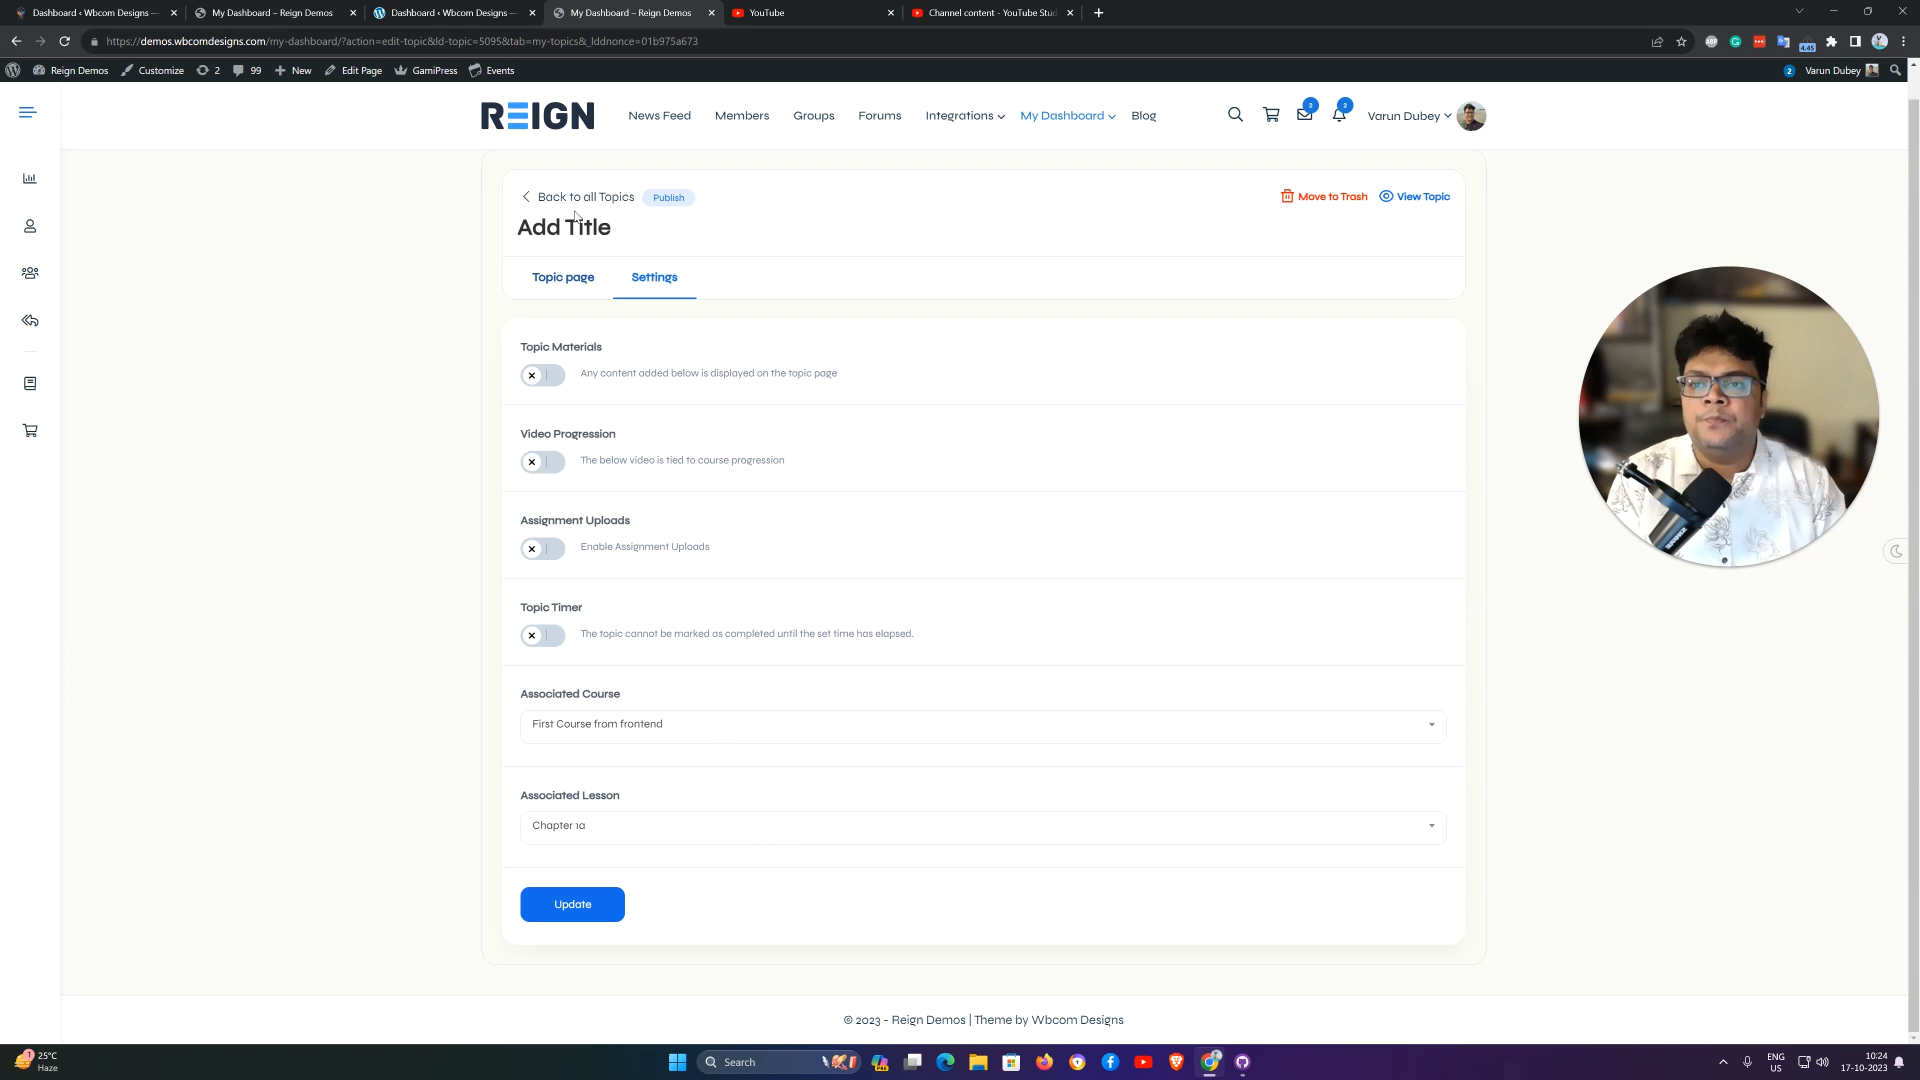 Dashboard ‹ Wbcom Designs —
My Dashboard – Reign Demos
Dashboard ‹ Wbcom Designs —
My Dashboard – Reign Demos
YouTube
Channel content - YouTube Stud
https://demos.wbcomdesigns.com/my-dashboard/?action=edit-topic&ld-topic=5095&tab=my-topics&_lddnonce=01b975a673
4.45
Reign Demos
Customize
2
99
New
Edit Page
GamiPress
Events
2
Varun Dubey
REIGN
News Feed
Members
Groups
Forums
Integrations
My Dashboard
Blog
2
2
Varun Dubey
Back to all Topics
Publish
Move to Trash
View Topic
Add Title
Topic page
Settings
Topic Materials
Any content added below is displayed on the topic page
Video Progression
The below video is tied to course progression
Assignment Uploads
Enable Assignment Uploads
Topic Timer
The topic cannot be marked as completed until the set time has elapsed.
Associated Course
First Course from frontend
Associated Lesson
Chapter 1a
Update
© 2023 - Reign Demos | Theme by Wbcom Designs
1
25°C
Haze
Search
ENG
US
10:24
17-10-2023